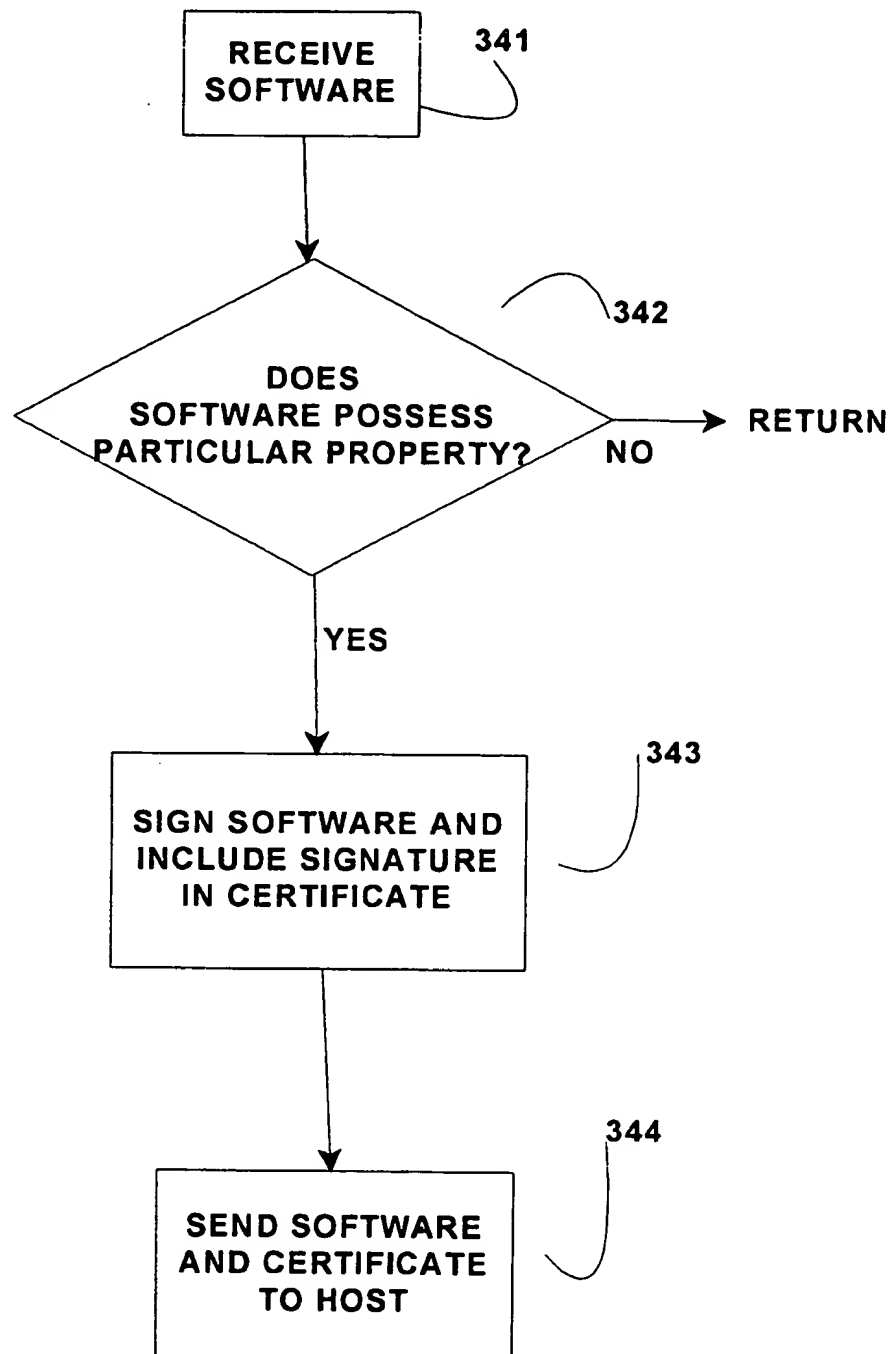 RECEIVE
SOFTWARE
341
342
DOES
SOFTWARE POSSESS
PARTICULAR PROPERTY?
NO
RETURN
YES
343
SIGN SOFTWARE AND
INCLUDE SIGNATURE
IN CERTIFICATE
344
SEND SOFTWARE
AND CERTIFICATE
TO HOST